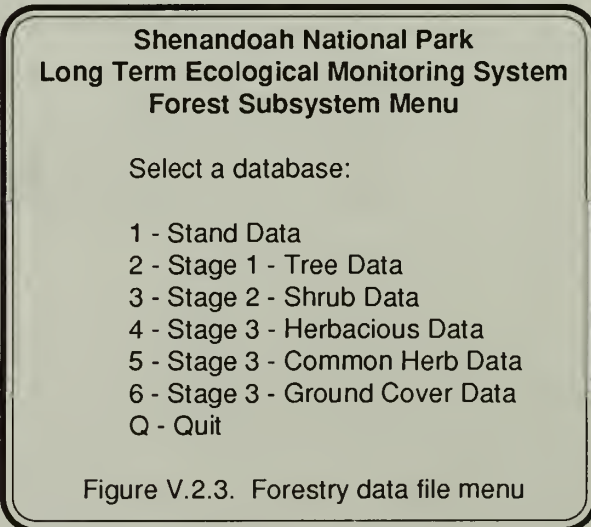 Shenandoah National Park
Long Term Ecological Monitoring System
Forest Subsystem Menu
Select a database:
1 - Stand Data
2 - Stage 1 - Tree Data
3 - Stage 2 - Shrub Data
4 - Stage 3 - Herbacious Data
5 - Stage 3 - Common Herb Data
6 - Stage 3 - Ground Cover Data
Q - Quit
Figure V.2.3. Forestry data file menu